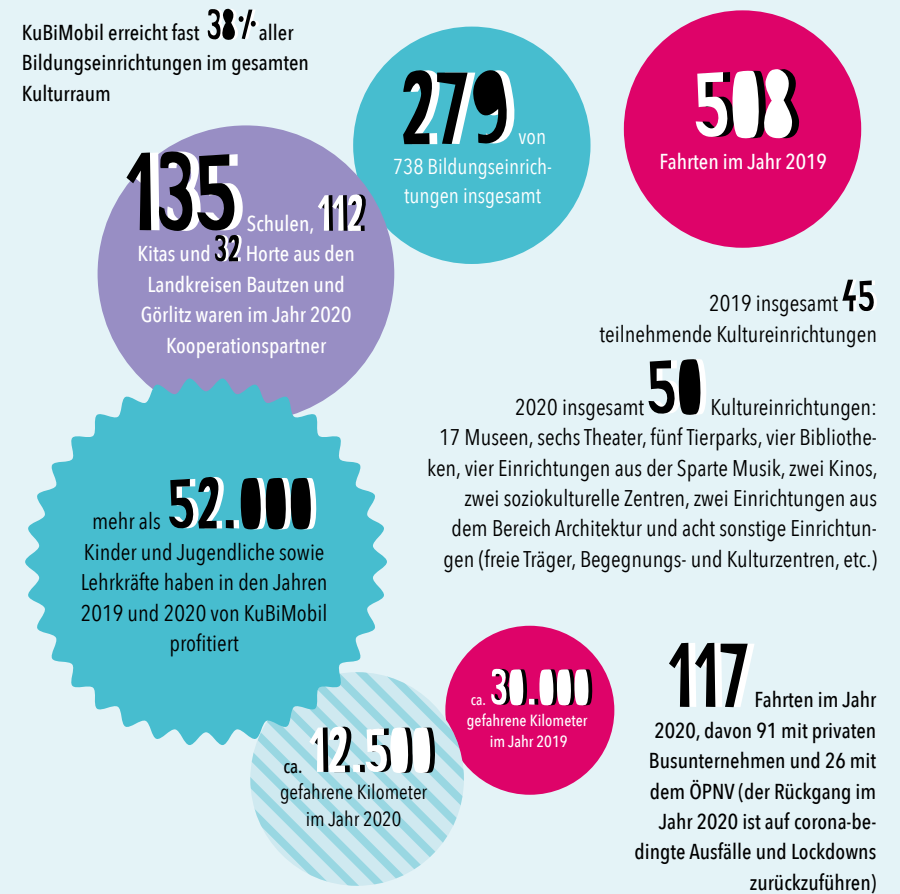 KuBiMobil erreicht fast 38 % aller
Bildungseinrichtungen im gesamten
Kulturraum
279 von
738 Bildungseinrich-
tungen insgesamt
508
Fahrten im Jahr 2019
135 Schulen, 112
Kitas und 32 Horte aus den
Landkreisen Bautzen und
Görlitz waren im Jahr 2020
Kooperationspartner
2019 insgesamt 45
teilnehmende Kultureinrichtungen
2020 insgesamt 50 Kultureinrichtungen:
17 Museen, sechs Theater, fünf Tierparks, vier Bibliothe-
ken, vier Einrichtungen aus der Sparte Musik, zwei Kinos,
zwei soziokulturelle Zentren, zwei Einrichtungen aus
dem Bereich Architektur und acht sonstige Einrichtun-
gen (freie Träger, Begegnungs- und Kulturzentren, etc.)
mehr als 52.000
Kinder und Jugendliche sowie
Lehrkräfte haben in den Jahren
2019 und 2020 von KuBiMobil
profitiert
ca. 30.000
gefahrene Kilometer
im Jahr 2019
ca. 12.500
gefahrene Kilometer
im Jahr 2020
117 Fahrten im Jahr
2020, davon 91 mit privaten
Busunternehmen und 26 mit
dem ÖPNV (der Rückgang im
Jahr 2020 ist auf corona-be-
dingte Ausfälle und Lockdowns
zurückzuführen)